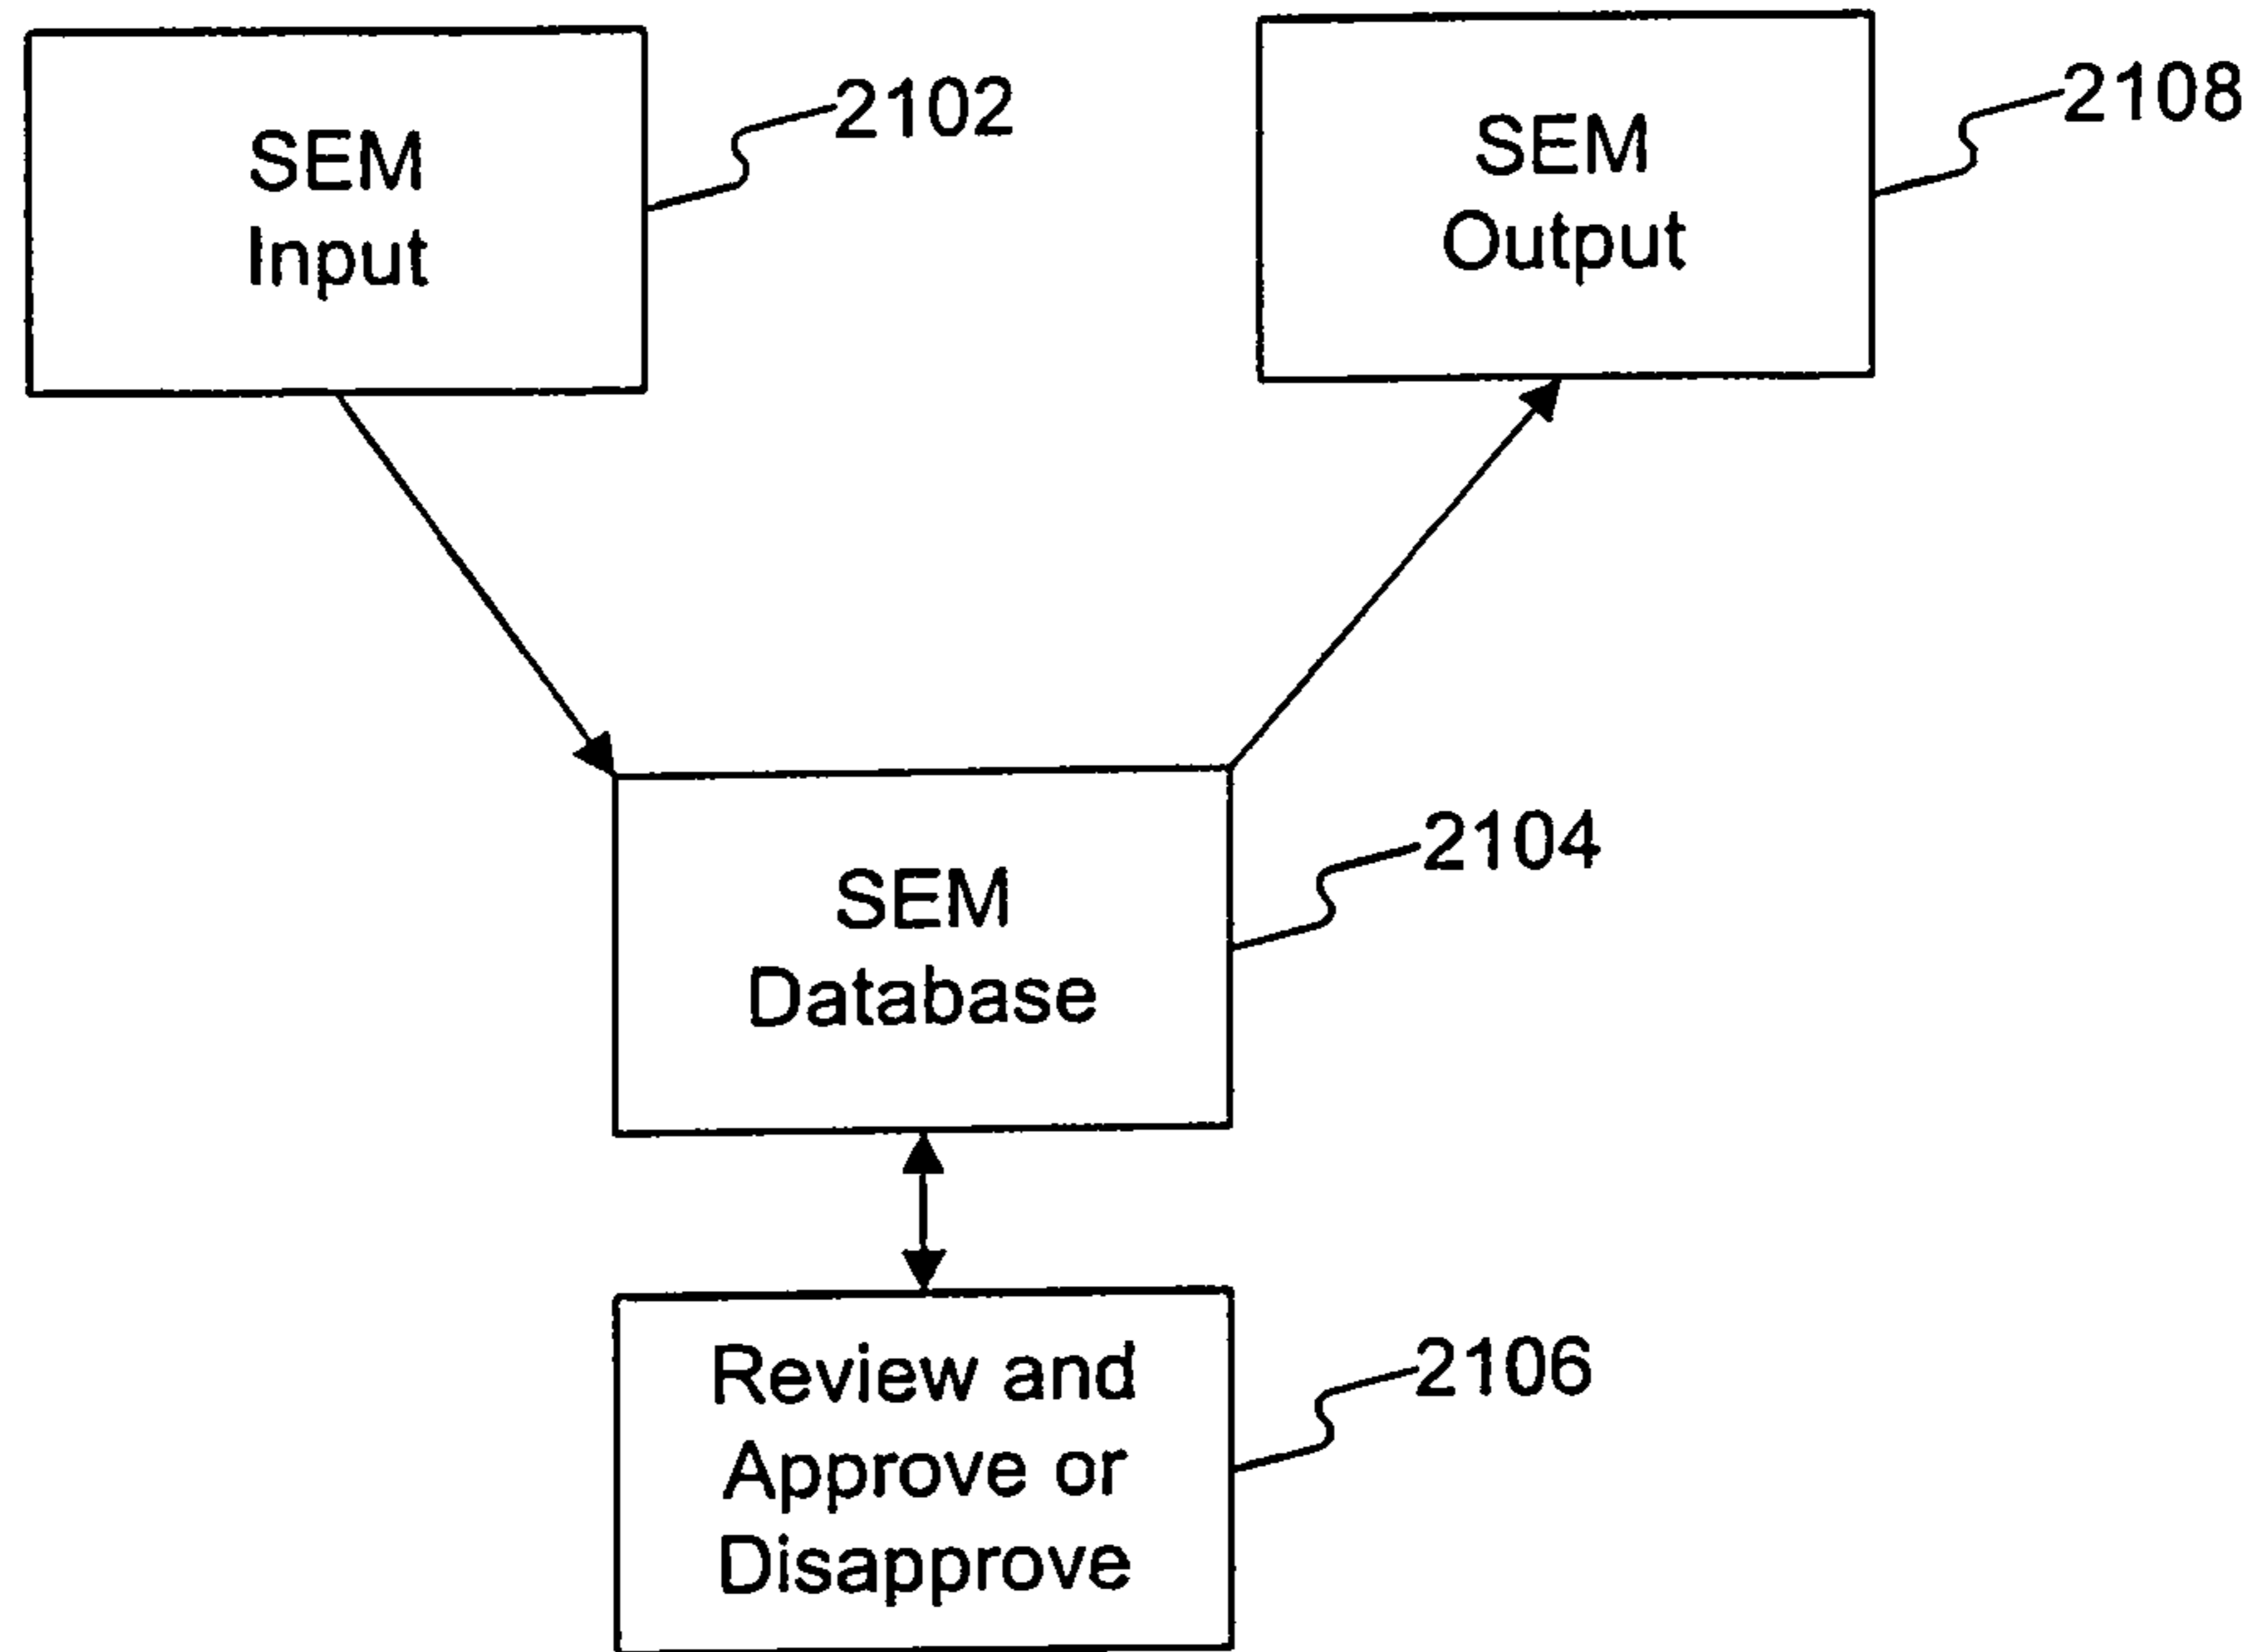 SEM
Input
2102
SEM
Output
2108
SEM
Database
2104
Review and
Approve or
Disapprove
2106